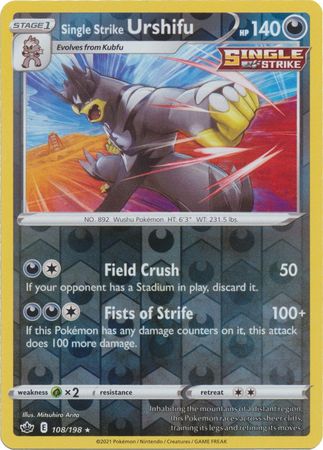 STAGE 1
Single Strike Urshifu
HP 140
Evolves from Kubfu
SINGLE
STRIKE
NO. 892 Wushu Pokémon HT: 6'3" WT: 231.5 lbs.
Field Crush 50
If your opponent has a Stadium in play, discard it.
Fists of Strife 100+
If this Pokémon has any damage counters on it, this attack
does 100 more damage.
weakness ×2 resistance retreat
Illus. Mitsuhiro Arita
E 108/198 ★
Inhabiting the mountains of a distant region,
this Pokémon races across sheer cliffs,
training its legs and refining its moves.
©2021 Pokémon / Nintendo / Creatures / GAME FREAK